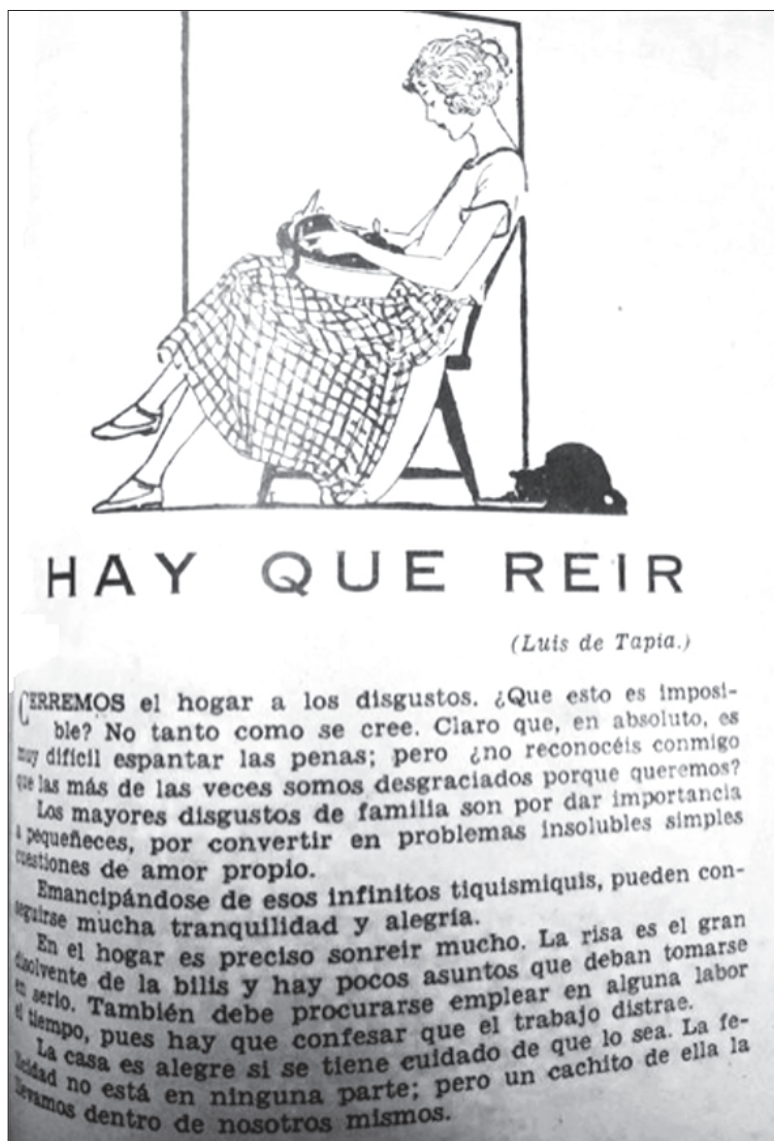 HAY QUE REIR
(Luis de Tapia.)
CERREMOS el hogar a los disgustos. ¿Que esto es imposi-
ble? No tanto como se cree. Claro que, en absoluto, es
muy difícil espantar las penas; pero ¿no reconocéis conmigo
que las más de las veces somos desgraciados porque queremos?
Los mayores disgustos de familia son por dar importancia
a pequeñeces, por convertir en problemas insolubles simples
cuestiones de amor propio.
Emancipándose de esos infinitos tiquismiquis, pueden con-
seguirse mucha tranquilidad y alegría.
En el hogar es preciso sonreir mucho. La risa es el gran
disolvente de la bilis y hay pocos asuntos que deban tomarse
en serio. También debe procurarse emplear en alguna labor
el tiempo, pues hay que confesar que el trabajo distrae.
La casa es alegre si se tiene cuidado de que lo sea. La fe-
licidad no está en ninguna parte; pero un cachito de ella la
llevamos dentro de nosotros mismos.